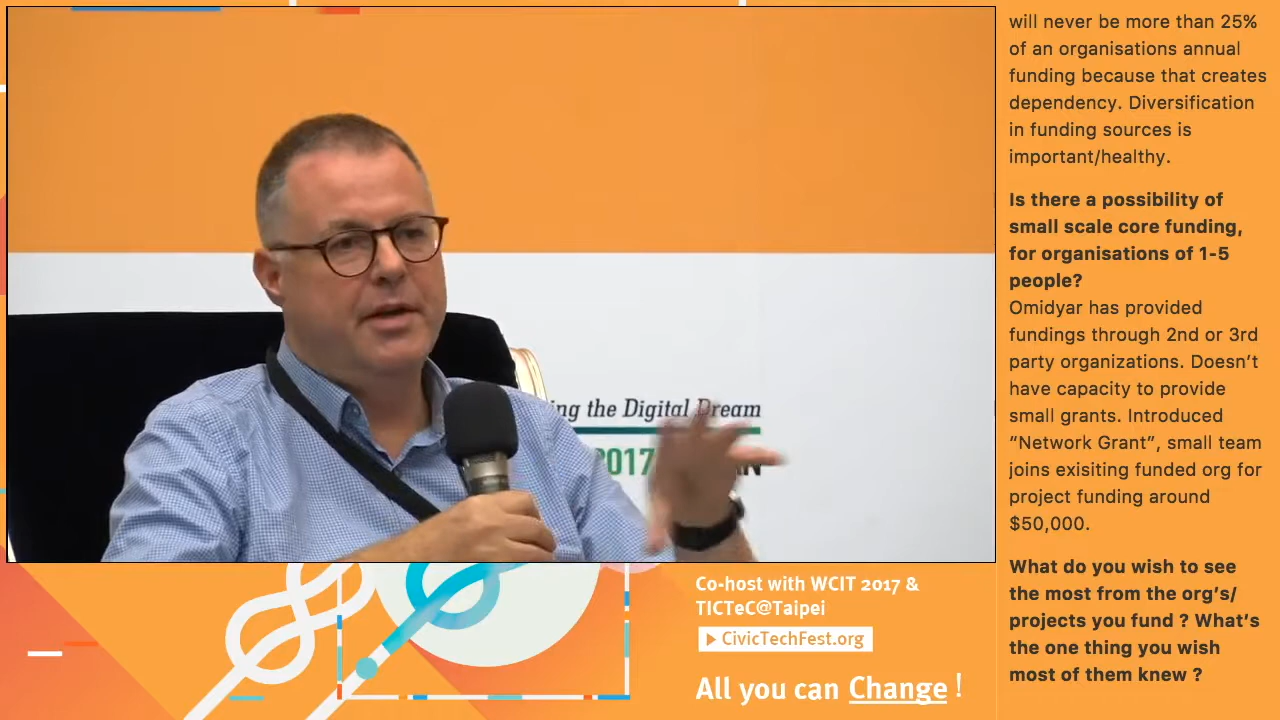 ing the Digital Dream
2017
will never be more than 25%
of an organisations annual
funding because that creates
dependency. Diversification
in funding sources is
important/healthy.
Is there a possibility of
small scale core funding,
for organisations of 1-5
people?
Omidyar has provided
fundings through 2nd or 3rd
party organizations. Doesn't
have capacity to provide
small grants. Introduced
“Network Grant”, small team
joins exisiting funded org for
project funding around
$50,000.
What do you wish to see
the most from the org's/
projects you fund ? What's
the one thing you wish
most of them knew ?
Co-host with WCIT 2017 &
TICTeC@Taipei
CivicTechFest.org
All you can Change !